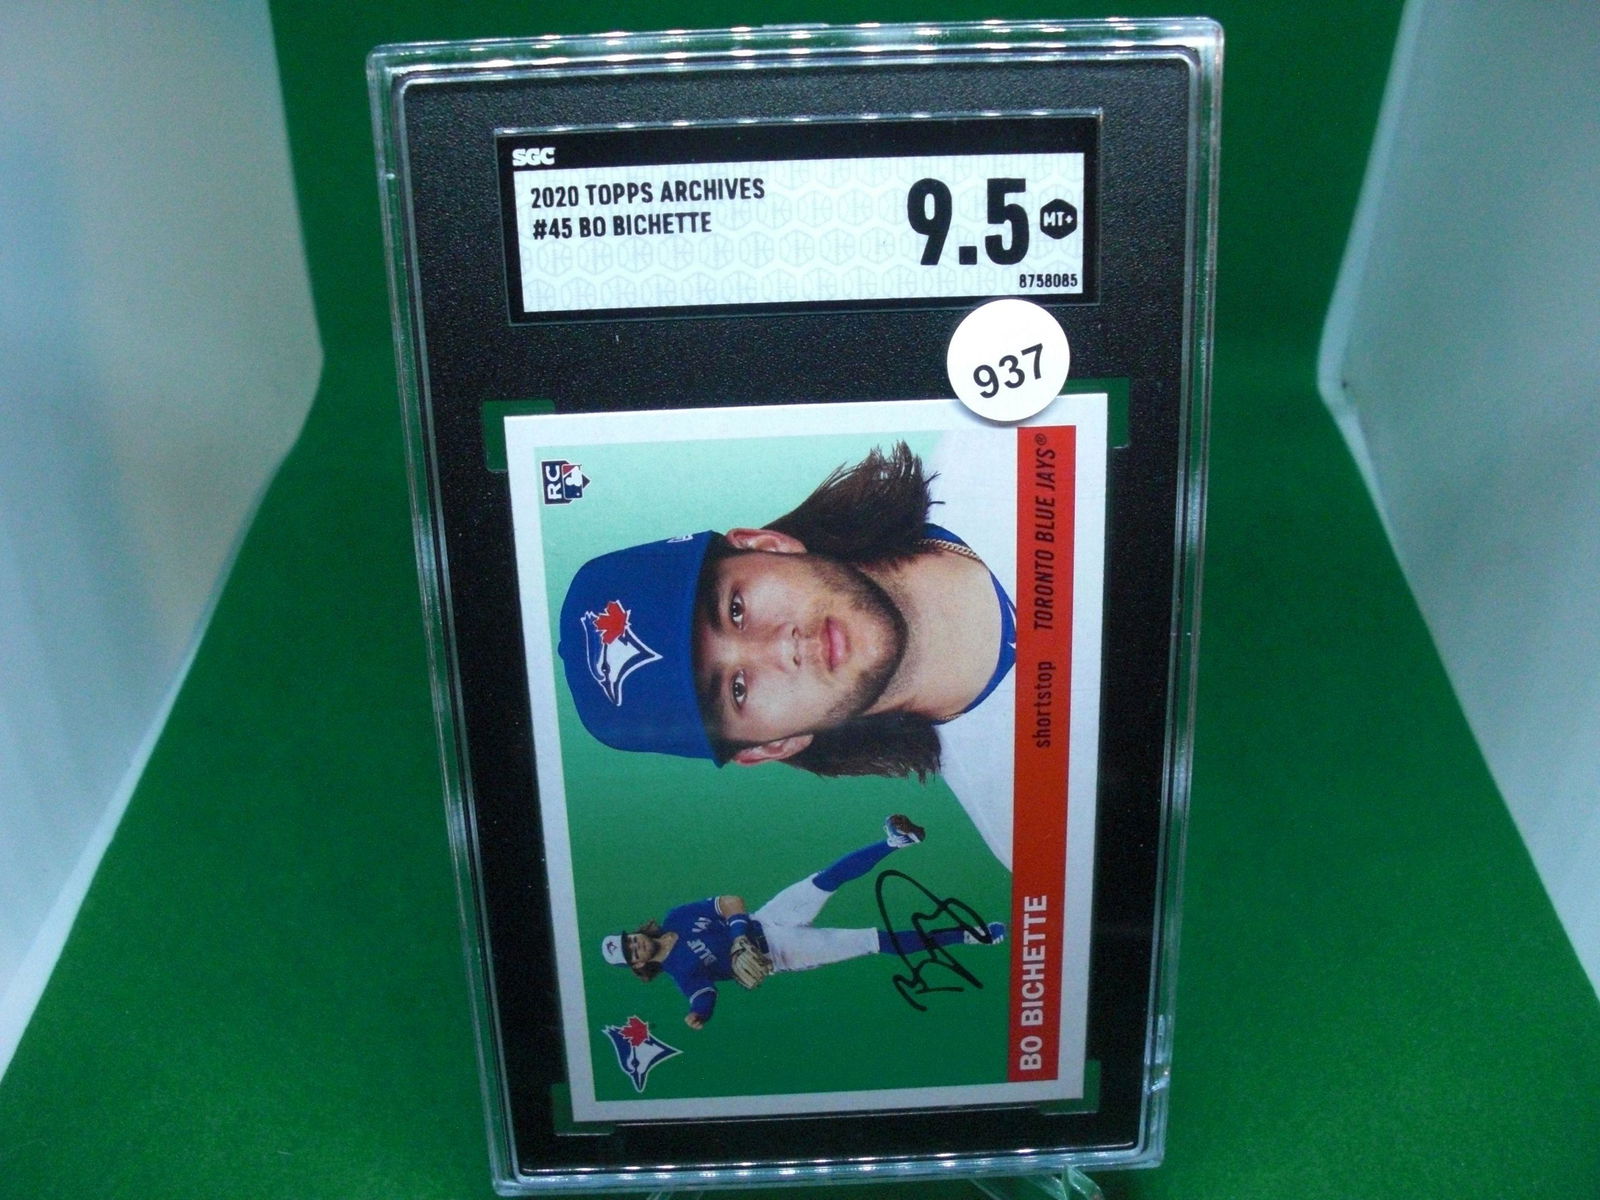 SGC
2020 TOPPS ARCHIVES
#45 BO BICHETTE
9.5 MT+
8758085
937
RC
BO BICHETTE shortstop TORONTO BLUE JAYS®